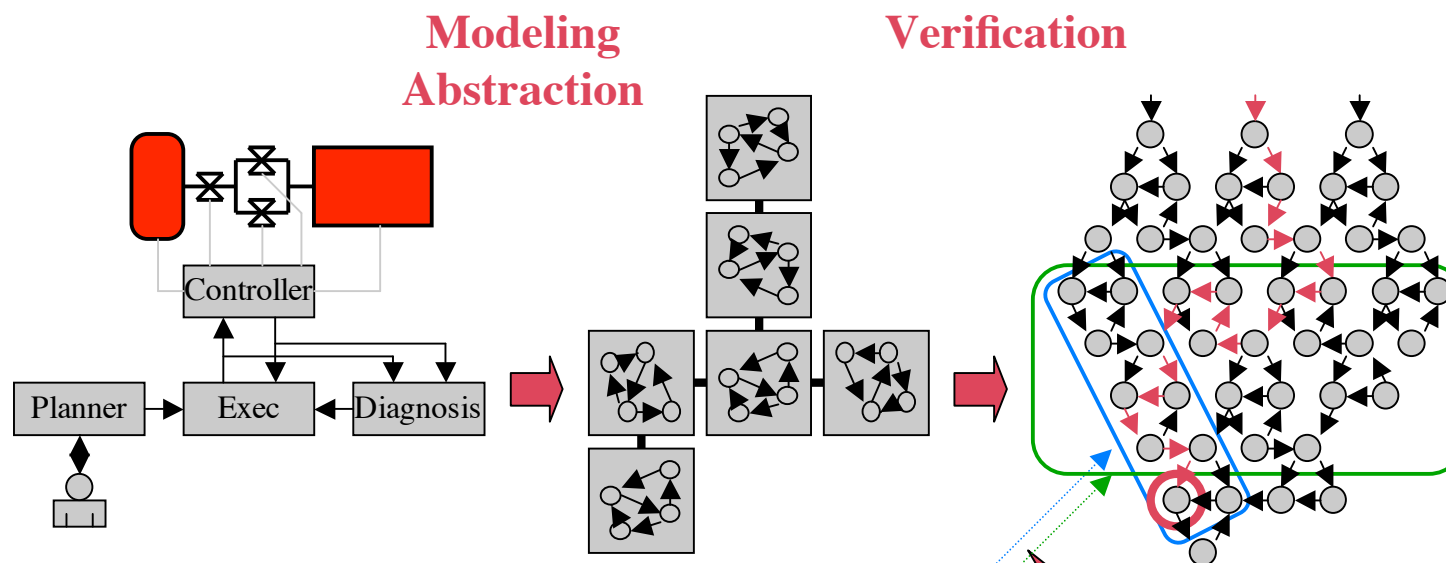 Modeling
Abstraction
Verification
Controller
Planner
Exec
Diagnosis